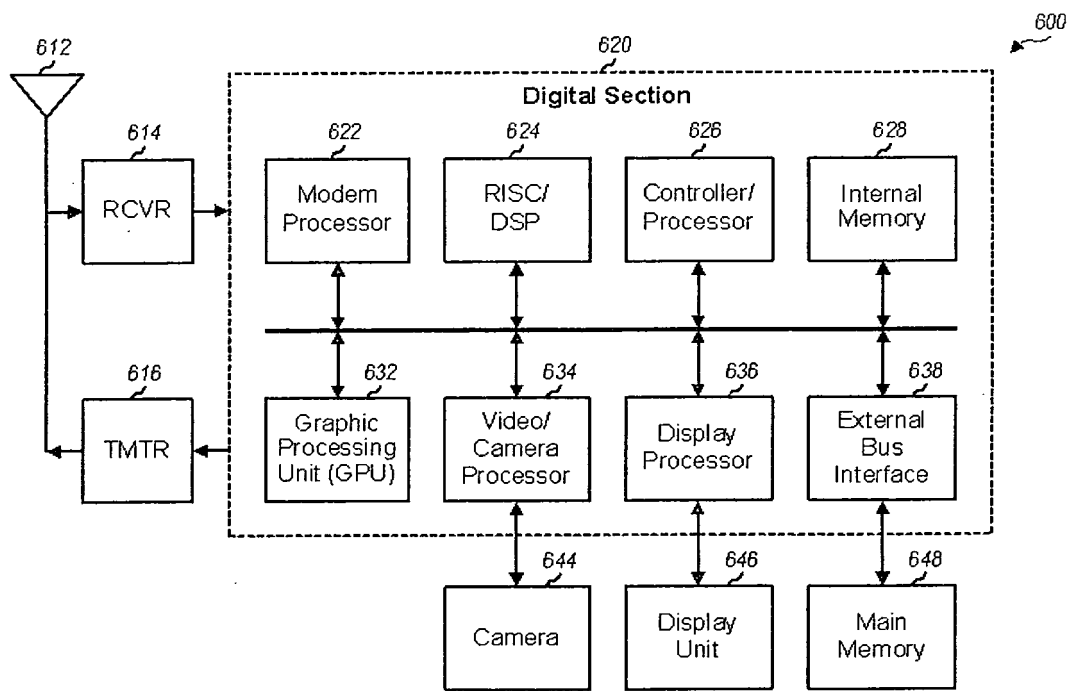 600
612
620
Digital Section
614
622
624
626
628
RCVR
Modem
Processor
RISC/
DSP
Controller/
Processor
Internal
Memory
616
632
634
636
638
TMTR
Graphic
Processing
Unit (GPU)
Video/
Camera
Processor
Display
Processor
External
Bus
Interface
644
646
648
Camera
Display
Unit
Main
Memory